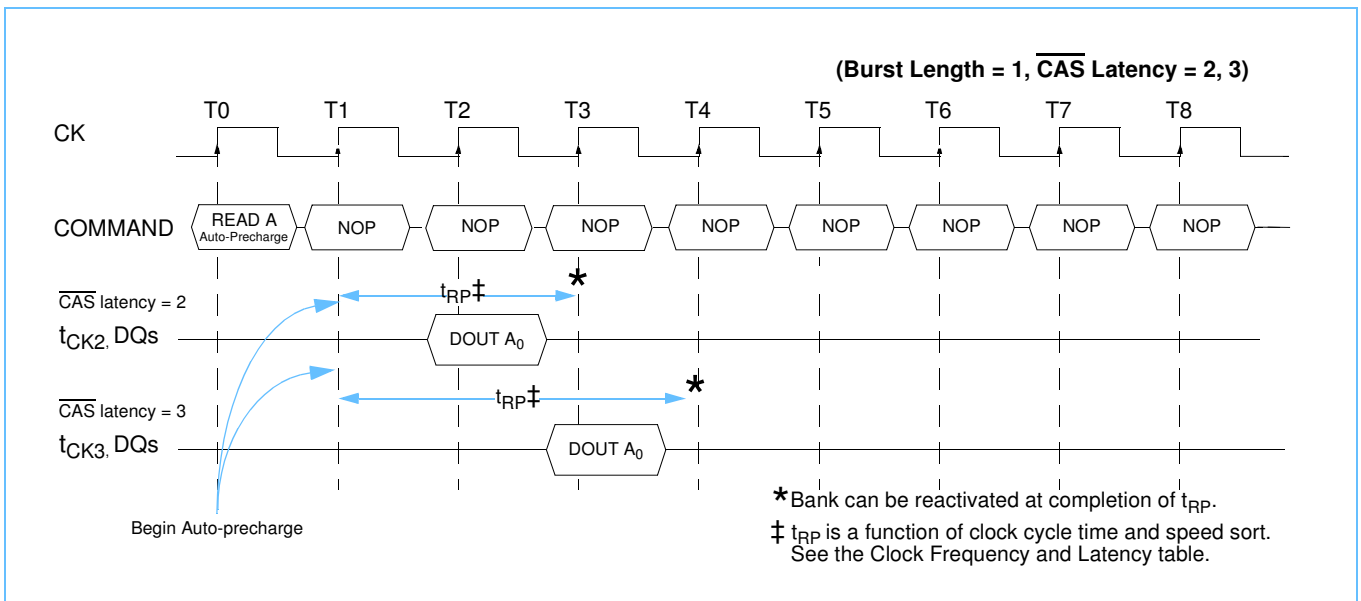 (Burst Length = 1, CAS Latency = 2, 3)
T0 T1 T2 T3 T4 T5 T6 T7 T8
CK
COMMAND
READ A
Auto-Precharge
NOP NOP NOP NOP NOP NOP NOP NOP
*
tRP‡
CAS latency = 2
tCK2, DQs
DOUT A0
*
tRP‡
CAS latency = 3
tCK3, DQs
DOUT A0
Begin Auto-precharge
*Bank can be reactivated at completion of tRP.
‡ tRP is a function of clock cycle time and speed sort.
See the Clock Frequency and Latency table.